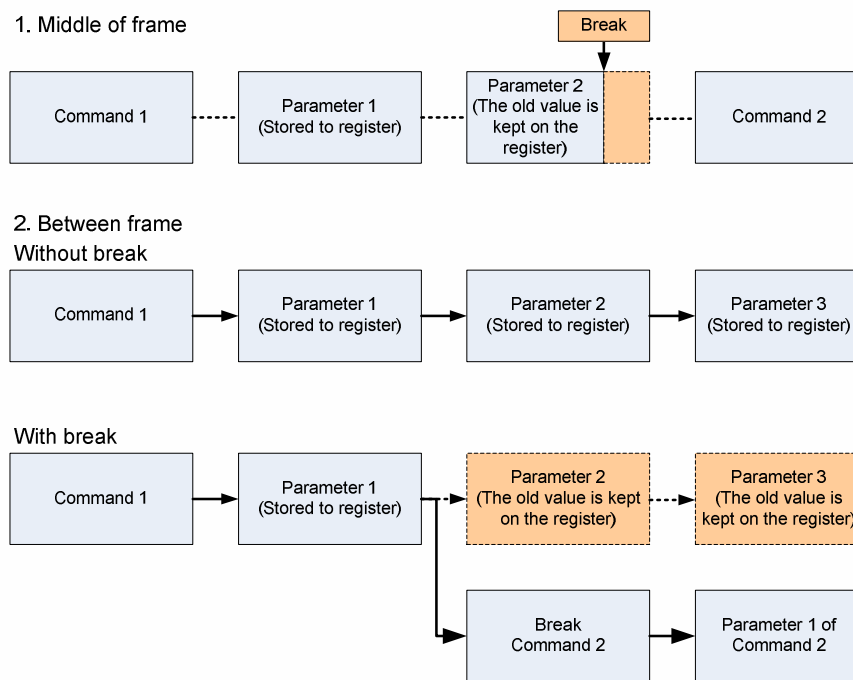 1. Middle of frame
Break
Command 1
Parameter 1
(Stored to register)
Parameter 2
(The old value is
kept on the
register)
Command 2
2. Between frame
Without break
Command 1
Parameter 1
(Stored to register)
Parameter 2
(Stored to register)
Parameter 3
(Stored to register)
With break
Command 1
Parameter 1
(Stored to register)
Parameter 2
(The old value is kept
on the register)
Parameter 3
(The old value is
kept on the register)
Break
Command 2
Parameter 1 of
Command 2